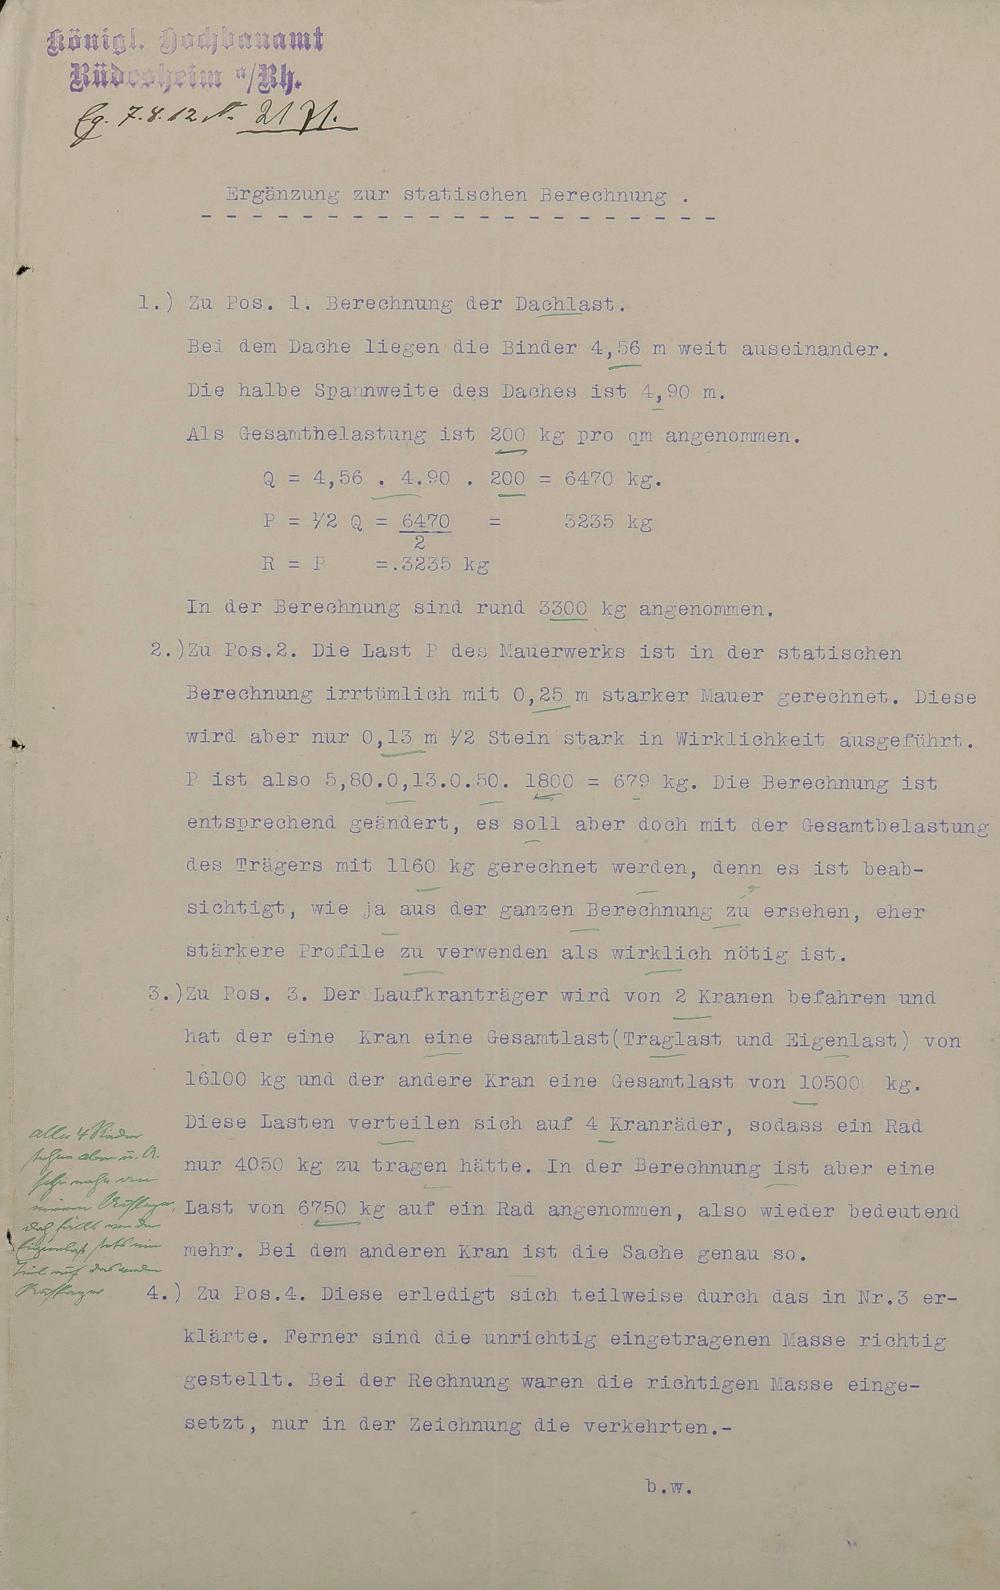 Königl. Hochbauamt
Rüdesheim a/Rh.
Eg. 7.8.12 N. 2171.
Ergänzung zur statischen Berechnung .
1.) Zu Pos. 1. Berechnung der Dachlast.
Bei dem Dache liegen die Binder 4,56 m weit auseinander.
Die halbe Spannweite des Daches ist 4,90 m.
Als Gesamtbelastung ist 200 kg pro qm angenommen.
Q = 4,56 . 4.90 . 200 = 6470 kg.
P = 1/2 Q = 6470 = 3235 kg
2
R = P =.3235 kg
In der Berechnung sind rund 3300 kg angenommen.
2.)Zu Pos.2. Die Last P des Mauerwerks ist in der statischen
Berechnung irrtümlich mit 0,25 m starker Mauer gerechnet. Diese
wird aber nur 0,13 m 1/2 Stein stark in Wirklichkeit ausgeführt.
P ist also 5,80.0,13.0.50. 1800 = 679 kg. Die Berechnung ist
entsprechend geändert, es soll aber doch mit der Gesamtbelastung
des Trägers mit 1160 kg gerechnet werden, denn es ist beab-
sichtigt, wie ja aus der ganzen Berechnung zu ersehen, eher
stärkere Profile zu verwenden als wirklich nötig ist.
3.)Zu Pos. 3. Der Laufkranträger wird von 2 Kranen befahren und
hat der eine Kran eine Gesamtlast(Traglast und Eigenlast) von
16100 kg und der andere Kran eine Gesamtlast von 10500 kg.
Diese Lasten verteilen sich auf 4 Kranräder, sodass ein Rad
nur 4050 kg zu tragen hätte. In der Berechnung ist aber eine
Last von 6750 kg auf ein Rad angenommen, also wieder bedeutend
mehr. Bei dem anderen Kran ist die Sache genau so.
4.) Zu Pos.4. Diese erledigt sich teilweise durch das in Nr.3 er-
klärte. Ferner sind die unrichtig eingetragenen Masse richtig
gestellt. Bei der Rechnung waren die richtigen Masse einge-
setzt, nur in der Zeichnung die verkehrten.-
b.w.